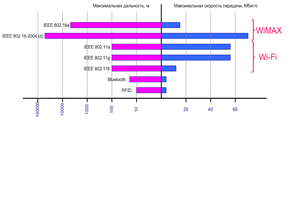 Максимальная дальность, м Максимальная скорость передачи, Мбит/с
IEEE 802.16e
IEEE 802.16-2004 (d)
WiMAX
IEEE 802.11a
IEEE 802.11g
Wi-Fi
IEEE 802.11b
Bluetooth
RFID
100000 10000 1000 100 10 20 40 60